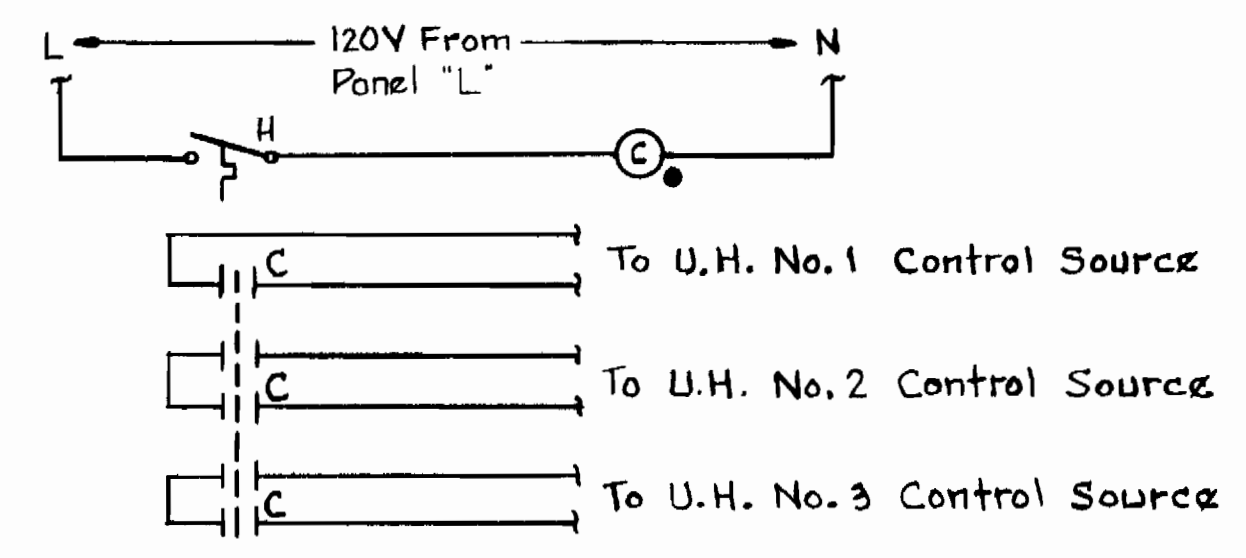 L 120V From N
Panel "L"
H
C
C
To U.H. No. 1 Control Source
C
To U.H. No. 2 Control Source
C
To U.H. No. 3 Control Source